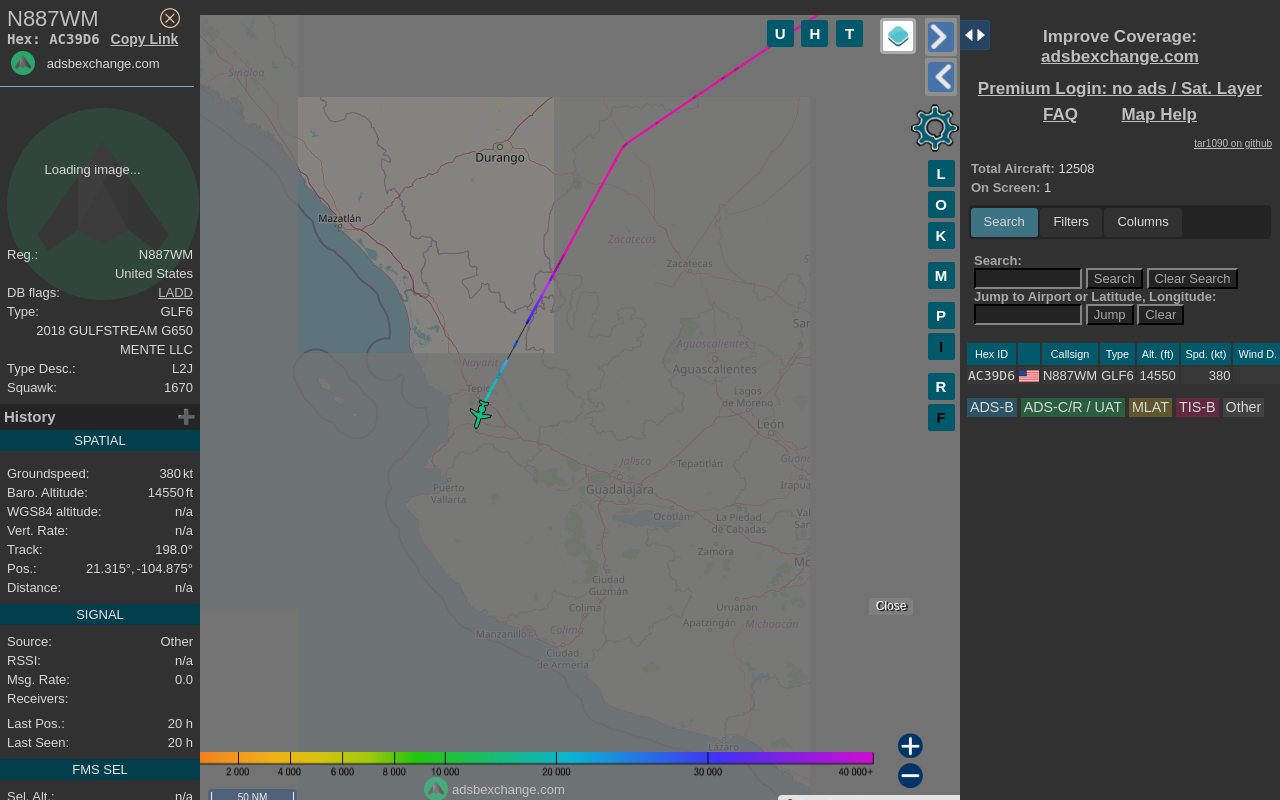 N887WM
Hex: AC39D6 Copy Link
adsbexchange.com
Loading image...
Reg.: N887WM
United States
DB flags: LADD
Type: GLF6
2018 GULFSTREAM G650
MENTE LLC
Type Desc.: L2J
Squawk: 1670
History
SPATIAL
Groundspeed: 380 kt
Baro. Altitude: 14550 ft
WGS84 altitude: n/a
Vert. Rate: n/a
Track: 198.0°
Pos.: 21.315°, -104.875°
Distance: n/a
SIGNAL
Source: Other
RSSI: n/a
Msg. Rate: 0.0
Receivers:
Last Pos.: 20 h
Last Seen: 20 h
FMS SEL
Sel. Alt.: n/a
U H T
Sinaloa
Durango
Mazatlán
Zacatecas
Zacatecas
San
Aguascalientes
Nayarit
Aguascalientes
Tepic
Lagos
de Moreno
León
Jalisco
Tepatitlán
Guana
Puerto
Vallarta
Guadalajara
Irapua
Ocotlán
La Piedad
de Cabadas
Zamora
Ciudad
Guzmán
Colima
Uruapan
Manzanillo
Colima
Apatzingán
Michoacán
Ciudad
de Armería
Lázaro
L
O
K
M
P
I
R
F
Close
2 000 4 000 6 000 8 000 10 000 20 000 30 000 40 000+
adsbexchange.com
50 NM
Improve Coverage:
adsbexchange.com
Premium Login: no ads / Sat. Layer
FAQ Map Help
tar1090 on github
Total Aircraft: 12508
On Screen: 1
Search Filters Columns
Search:
Search Clear Search
Jump to Airport or Latitude, Longitude:
Jump Clear
Hex ID Callsign Type Alt. (ft) Spd. (kt) Wind D.
AC39D6 N887WM GLF6 14550 380
ADS-B ADS-C/R / UAT MLAT TIS-B Other